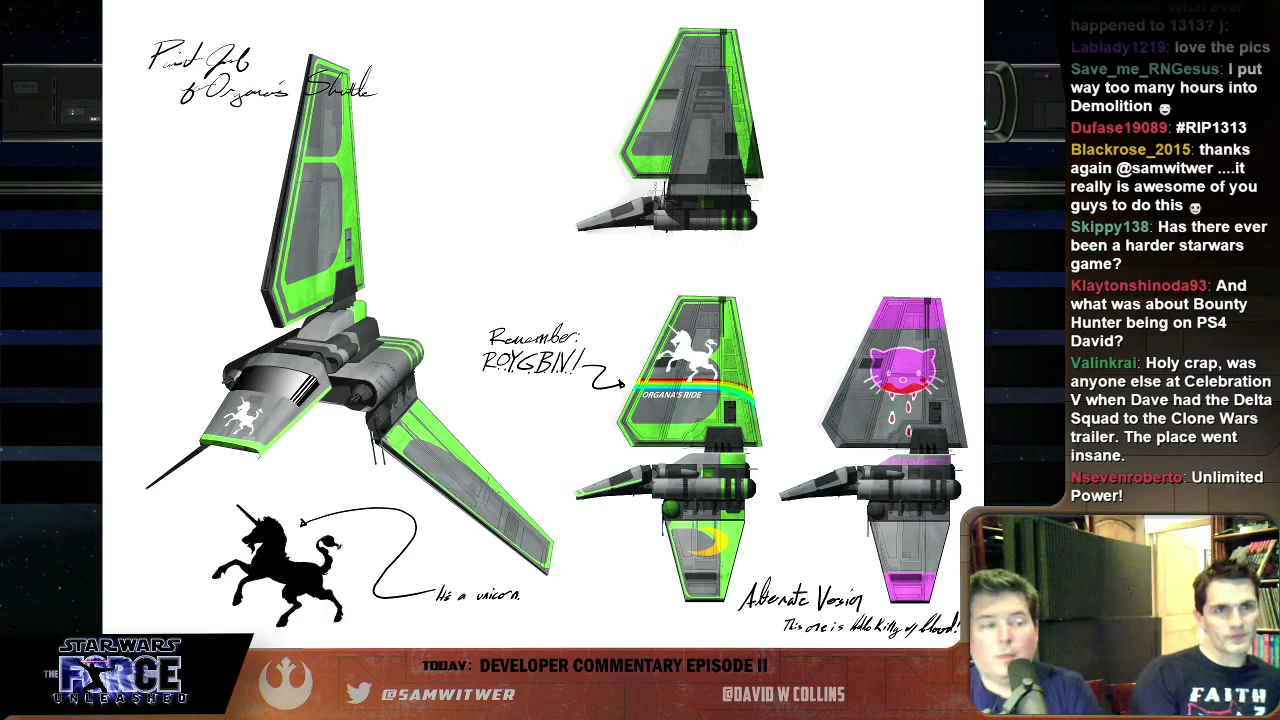 Paint Job
of Organa's Shuttle
Remember:
R.O.Y.G.B.I.V.!
ORGANA'S RIDE
It's a unicorn.
Alternate Version
This one is Hello Kitty w/ blood!
What ever
happened to 1313? ):
Lablady1219: love the pics
Save_me_RNGesus: I put
way too many hours into
Demolition
Dufase19089: #RIP1313
Blackrose_2015: thanks
again @samwitwer ....it
really is awesome of you
guys to do this
Skippy138: Has there ever
been a harder starwars
game?
Klaytonshinoda93: And
what was about Bounty
Hunter being on PS4
David?
Valinkrai: Holy crap, was
anyone else at Celebration
V when Dave had the Delta
Squad to the Clone Wars
trailer. The place went
insane.
Nsevenroberto: Unlimited
Power!
STAR WARS
THE FORCE
UNLEASHED
TODAY: DEVELOPER COMMENTARY EPISODE II
@SAMWITWER
@DAVID W COLLINS
FAITH